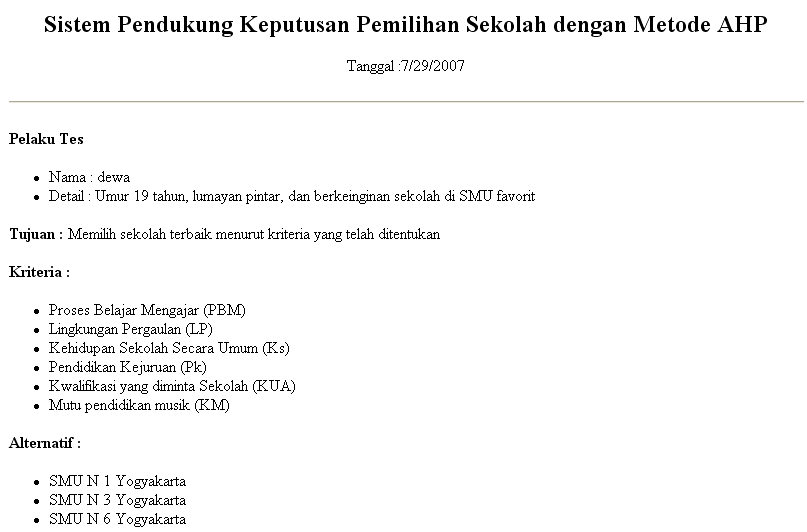 Sistem Pendukung Keputusan Pemilihan Sekolah dengan Metode AHP
Tanggal :7/29/2007
Pelaku Tes
• Nama : dewa
• Detail : Umur 19 tahun, lumayan pintar, dan berkeinginan sekolah di SMU favorit
Tujuan : Memilih sekolah terbaik menurut kriteria yang telah ditentukan
Kriteria :
• Proses Belajar Mengajar (PBM)
• Lingkungan Pergaulan (LP)
• Kehidupan Sekolah Secara Umum (Ks)
• Pendidikan Kejuruan (Pk)
• Kwalifikasi yang diminta Sekolah (KUA)
• Mutu pendidikan musik (KM)
Alternatif :
• SMU N 1 Yogyakarta
• SMU N 3 Yogyakarta
• SMU N 6 Yogyakarta